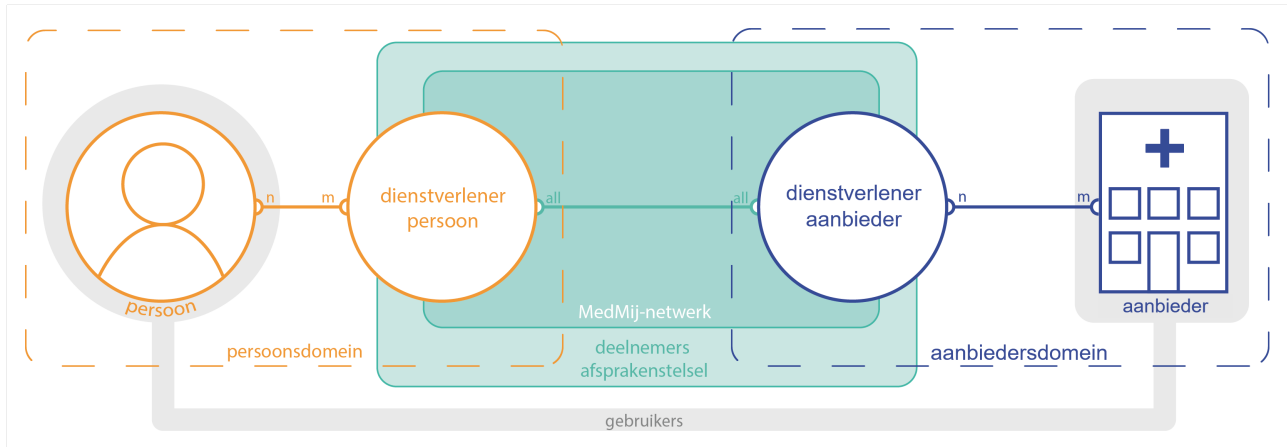 n
m
dienstverlener
persoon
all
all
dienstverlener
aanbieder
n
m
persoon
aanbieder
MedMij-netwerk
persoonsdomein
deelnemers
afsprakenstelsel
aanbiedersdomein
gebruikers